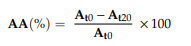 AA(%) = (At0 − At20) / At0 × 100